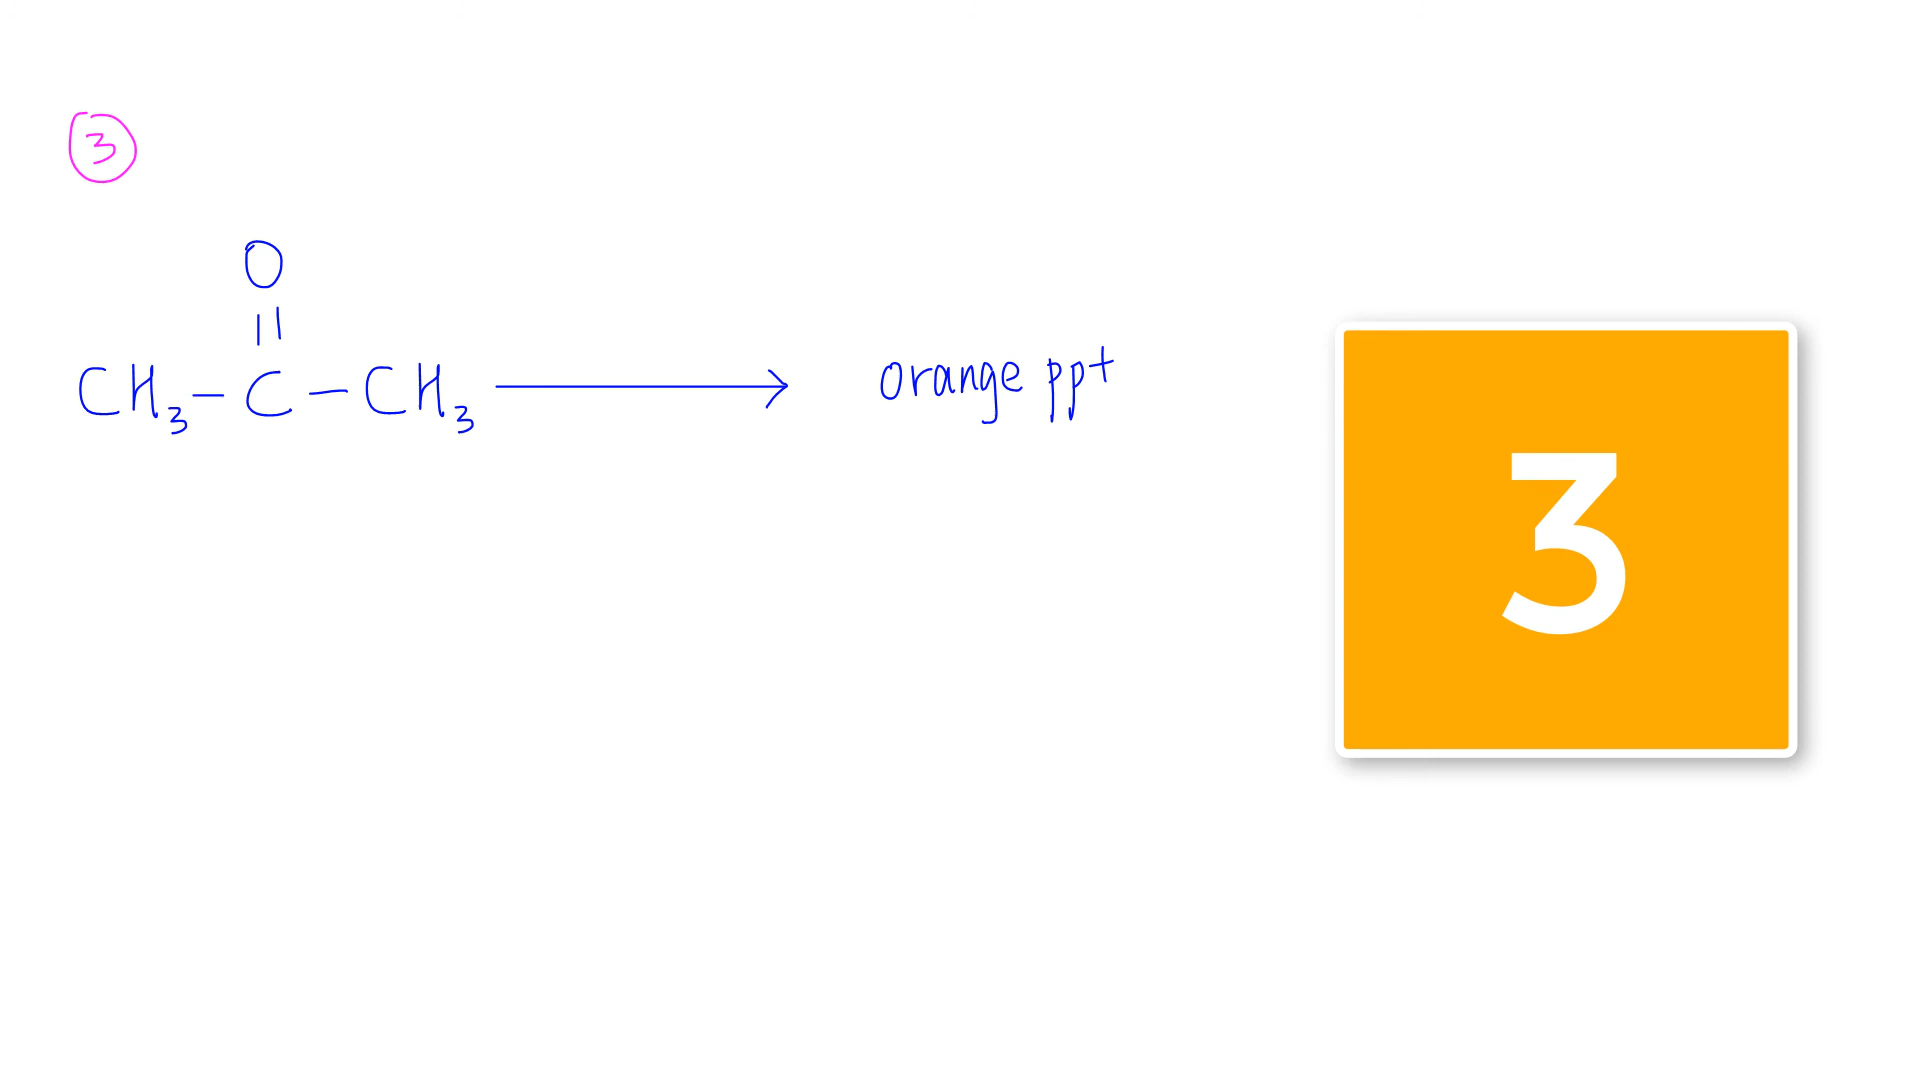 3
O
||
CH₃–C–CH₃ ⟶ orange ppt
3